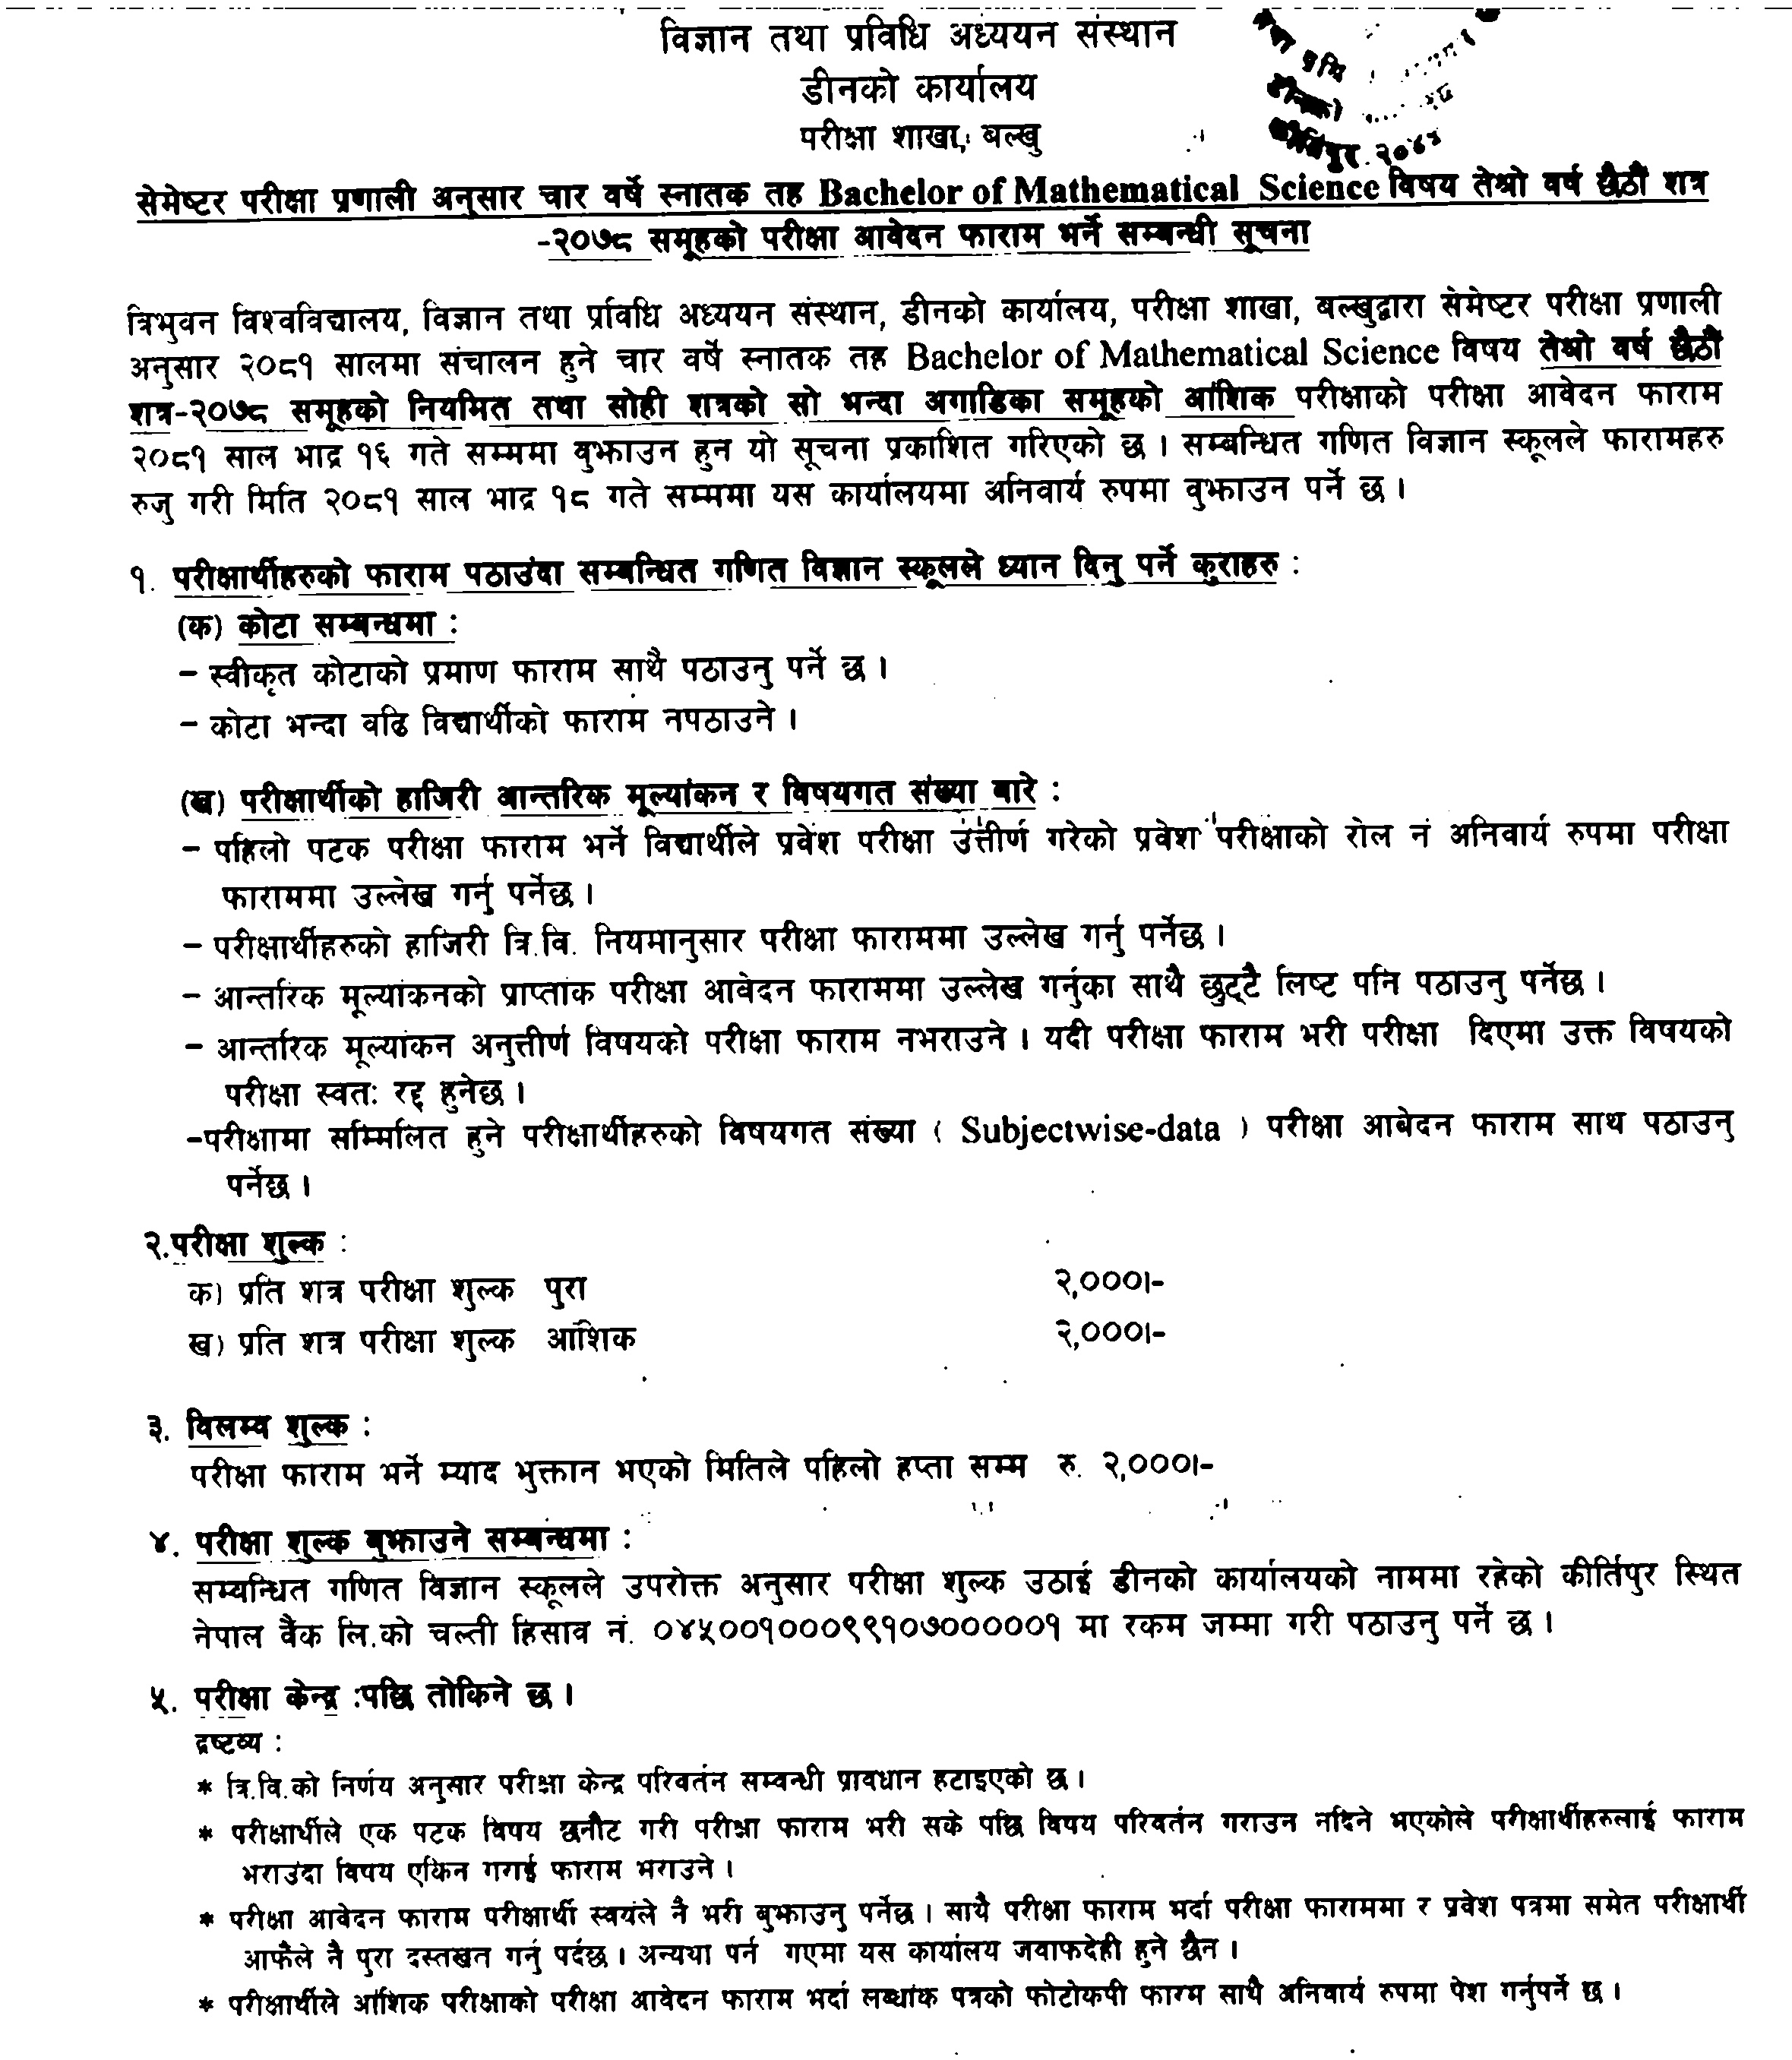 विज्ञान तथा प्रविधि अध्ययन संस्थान
डीनको कार्यालय
परीक्षा शाखा, बल्खु
डीनको
कीर्तिपुर २०४५
सेमेष्टर परीक्षा प्रणाली अनुसार चार वर्षे स्नातक तह Bachelor of Mathematical Science विषय तेश्रो वर्ष छैठौं शत्र
-२०७८ समूहको परीक्षा आवेदन फाराम भर्ने सम्बन्धी सूचना
त्रिभुवन विश्वविद्यालय, विज्ञान तथा प्रविधि अध्ययन संस्थान, डीनको कार्यालय, परीक्षा शाखा, बल्खुद्वारा सेमेष्टर परीक्षा प्रणाली
अनुसार २०८१ सालमा संचालन हुने चार वर्षे स्नातक तह Bachelor of Mathematical Science विषय तेश्रो वर्ष छैठौं
शत्र-२०७८ समूहको नियमित तथा सोही शत्रको सो भन्दा अगाडिका समूहको आंशिक परीक्षाको परीक्षा आवेदन फाराम
२०८१ साल भाद्र १६ गते सम्ममा वुझाउन हुन यो सूचना प्रकाशित गरिएको छ । सम्बन्धित गणित विज्ञान स्कूलले फारामहरु
रुजु गरी मिति २०८१ साल भाद्र १८ गते सम्ममा यस कार्यालयमा अनिवार्य रुपमा वुझाउन पर्ने छ ।
१. परीक्षार्थीहरुको फाराम पठाउंदा सम्बन्धित गणित विज्ञान स्कूलले ध्यान दिनु पर्ने कुराहरु :
(क) कोटा सम्बन्धमा :
– स्वीकृत कोटाको प्रमाण फाराम साथै पठाउनु पर्ने छ ।
– कोटा भन्दा वढि विद्यार्थीको फाराम नपठाउने ।
(ख) परीक्षार्थीको हाजिरी आन्तरिक मूल्यांकन र विषयगत संख्या बारे :
– पहिलो पटक परीक्षा फाराम भर्ने विद्यार्थीले प्रवेश परीक्षा उत्तीर्ण गरेको प्रवेश परीक्षाको रोल नं अनिवार्य रुपमा परीक्षा
फाराममा उल्लेख गर्नु पर्नेछ ।
– परीक्षार्थीहरुको हाजिरी त्रि.वि. नियमानुसार परीक्षा फाराममा उल्लेख गर्नु पर्नेछ ।
– आन्तरिक मूल्यांकनको प्राप्तांक परीक्षा आवेदन फाराममा उल्लेख गर्नुका साथै छुट्टै लिष्ट पनि पठाउनु पर्नेछ ।
– आन्तरिक मूल्यांकन अनुत्तीर्ण विषयको परीक्षा फाराम नभराउने । यदी परीक्षा फाराम भरी परीक्षा दिएमा उक्त विषयको
परीक्षा स्वतः रद्द हुनेछ ।
–परीक्षामा सम्मिलित हुने परीक्षार्थीहरुको विषयगत संख्या ( Subjectwise-data ) परीक्षा आबेदन फाराम साथ पठाउनु
पर्नेछ ।
२.परीक्षा शुल्क :
क) प्रति शत्र परीक्षा शुल्क पुरा २,०००।-
ख) प्रति शत्र परीक्षा शुल्क आंशिक २,०००।-
३. विलम्व शुल्क :
परीक्षा फाराम भर्ने म्याद भुक्तान भएको मितिले पहिलो हप्ता सम्म रु. २,०००।-
४. परीक्षा शुल्क बुझाउने सम्बन्धमा :
सम्वन्धित गणित विज्ञान स्कूलले उपरोक्त अनुसार परीक्षा शुल्क उठाई डीनको कार्यालयको नाममा रहेको कीर्तिपुर स्थित
नेपाल वैंक लि.को चल्ती हिसाव नं. ०४५००१०००९९१०७०००००१ मा रकम जम्मा गरी पठाउनु पर्ने छ ।
५. परीक्षा केन्द्र :पछि तोकिने छ ।
द्रष्टव्य :
* त्रि.वि.को निर्णय अनुसार परीक्षा केन्द्र परिवर्तन सम्वन्धी प्रावधान हटाइएको छ ।
* परीक्षार्थीले एक पटक विषय छनौट गरी परीक्षा फाराम भरी सके पछि विषय परिवर्तन गराउन नदिने भएकोले परीक्षार्थीहरुलाई फाराम
भराउंदा विषय एकिन गराई फाराम भराउने ।
* परीक्षा आवेदन फाराम परीक्षार्थी स्वयंले नै भरी बुझाउनु पर्नेछ । साथै परीक्षा फाराम भर्दा परीक्षा फाराममा र प्रवेश पत्रमा समेत परीक्षार्थी
आफैले नै पुरा दस्तखत गर्नु पर्दछ । अन्यथा पर्न गएमा यस कार्यालय जवाफदेही हुने छैन ।
* परीक्षार्थीले आंशिक परीक्षाको परीक्षा आवेदन फाराम भर्दा लब्धांक पत्रको फोटोकपी फारम साथै अनिवार्य रुपमा पेश गर्नुपर्ने छ ।